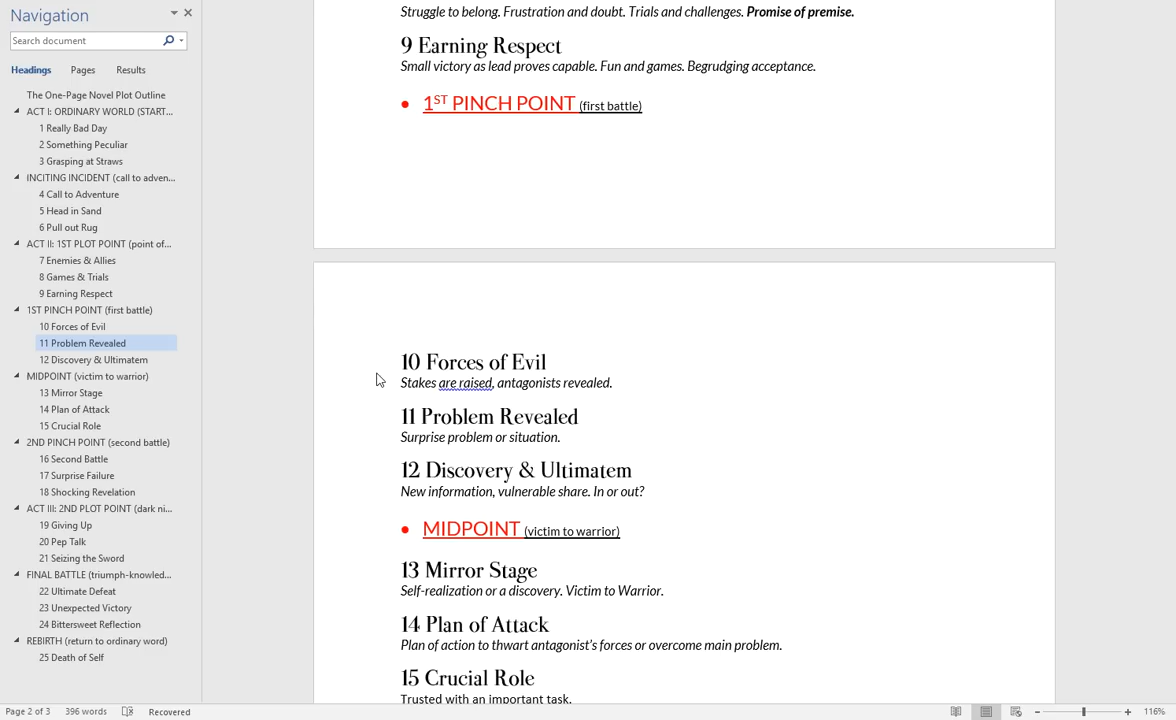 Navigation
Search document
Headings Pages Results
The One-Page Novel Plot Outline
ACT I: ORDINARY WORLD (START...
1 Really Bad Day
2 Something Peculiar
3 Grasping at Straws
INCITING INCIDENT (call to adven...
4 Call to Adventure
5 Head in Sand
6 Pull out Rug
ACT II: 1ST PLOT POINT (point of...
7 Enemies & Allies
8 Games & Trials
9 Earning Respect
1ST PINCH POINT (first battle)
10 Forces of Evil
11 Problem Revealed
12 Discovery & Ultimatem
MIDPOINT (victim to warrior)
13 Mirror Stage
14 Plan of Attack
15 Crucial Role
2ND PINCH POINT (second battle)
16 Second Battle
17 Surprise Failure
18 Shocking Revelation
ACT III: 2ND PLOT POINT (dark ni...
19 Giving Up
20 Pep Talk
21 Seizing the Sword
FINAL BATTLE (triumph-knowled...
22 Ultimate Defeat
23 Unexpected Victory
24 Bittersweet Reflection
REBIRTH (return to ordinary word)
25 Death of Self
Struggle to belong. Frustration and doubt. Trials and challenges. Promise of premise.
9 Earning Respect
Small victory as lead proves capable. Fun and games. Begrudging acceptance.
• 1ST PINCH POINT (first battle)
10 Forces of Evil
Stakes are raised, antagonists revealed.
11 Problem Revealed
Surprise problem or situation.
12 Discovery & Ultimatem
New information, vulnerable share. In or out?
• MIDPOINT (victim to warrior)
13 Mirror Stage
Self-realization or a discovery. Victim to Warrior.
14 Plan of Attack
Plan of action to thwart antagonist's forces or overcome main problem.
15 Crucial Role
Trusted with an important task.
Page 2 of 3 396 words Recovered 116%